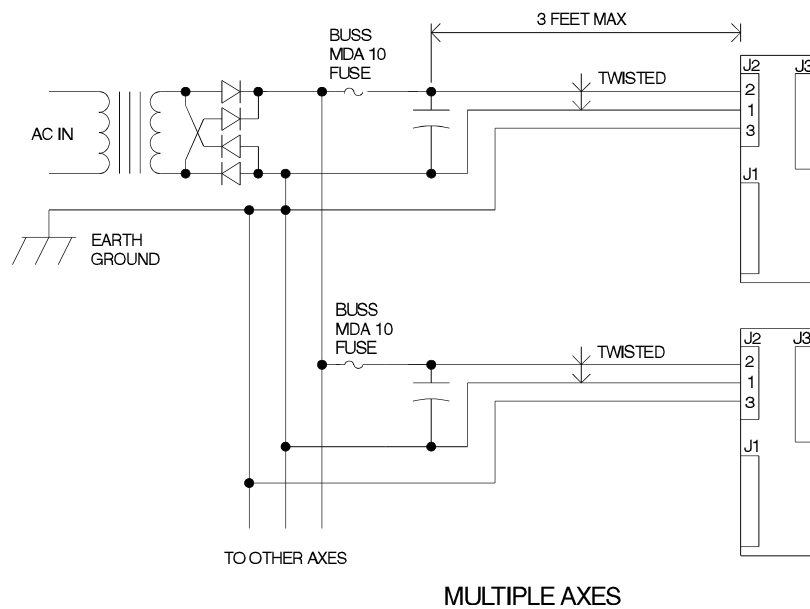 3 FEET MAX
BUSS
MDA 10
FUSE
TWISTED
J2
J3
2
1
3
AC IN
J1
EARTH
GROUND
BUSS
MDA 10
FUSE
TWISTED
J2
J3
2
1
3
J1
TO OTHER AXES
MULTIPLE AXES